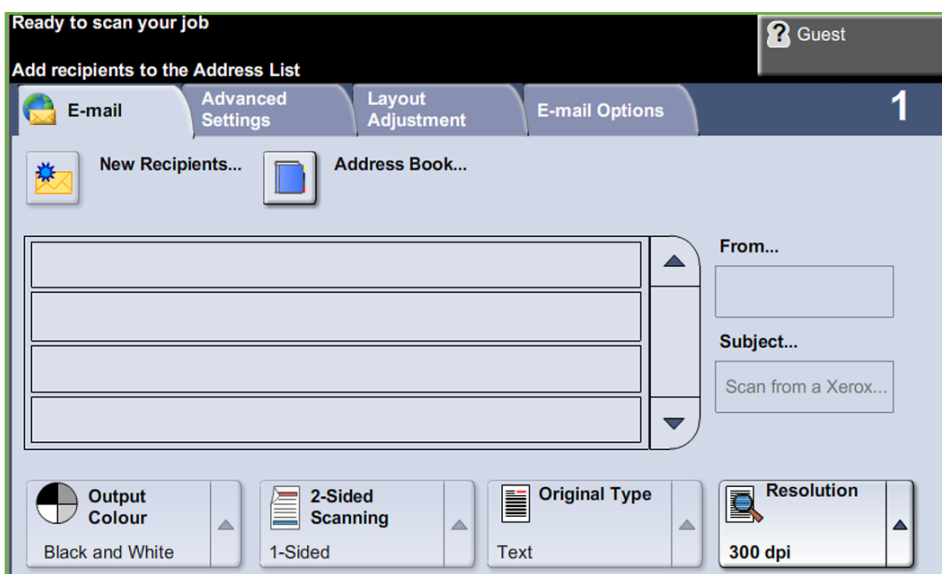 Ready to scan your job
? Guest
Add recipients to the Address List
E-mail
Advanced
Settings
Layout
Adjustment
E-mail Options
1
New Recipients...
Address Book...
From...
Subject...
Scan from a Xerox...
Output
Colour
Black and White
2-Sided
Scanning
1-Sided
Original Type
Text
Resolution
300 dpi